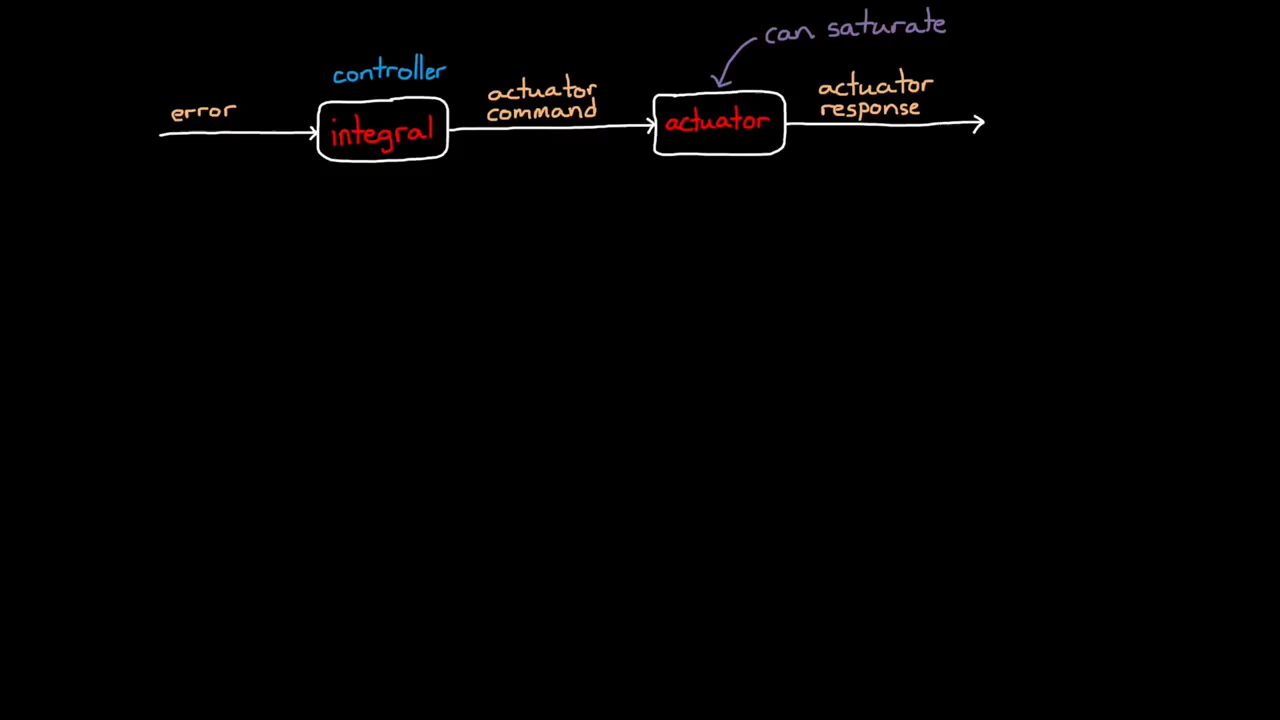 can saturate
controller
error
integral
actuator
command
actuator
actuator
response